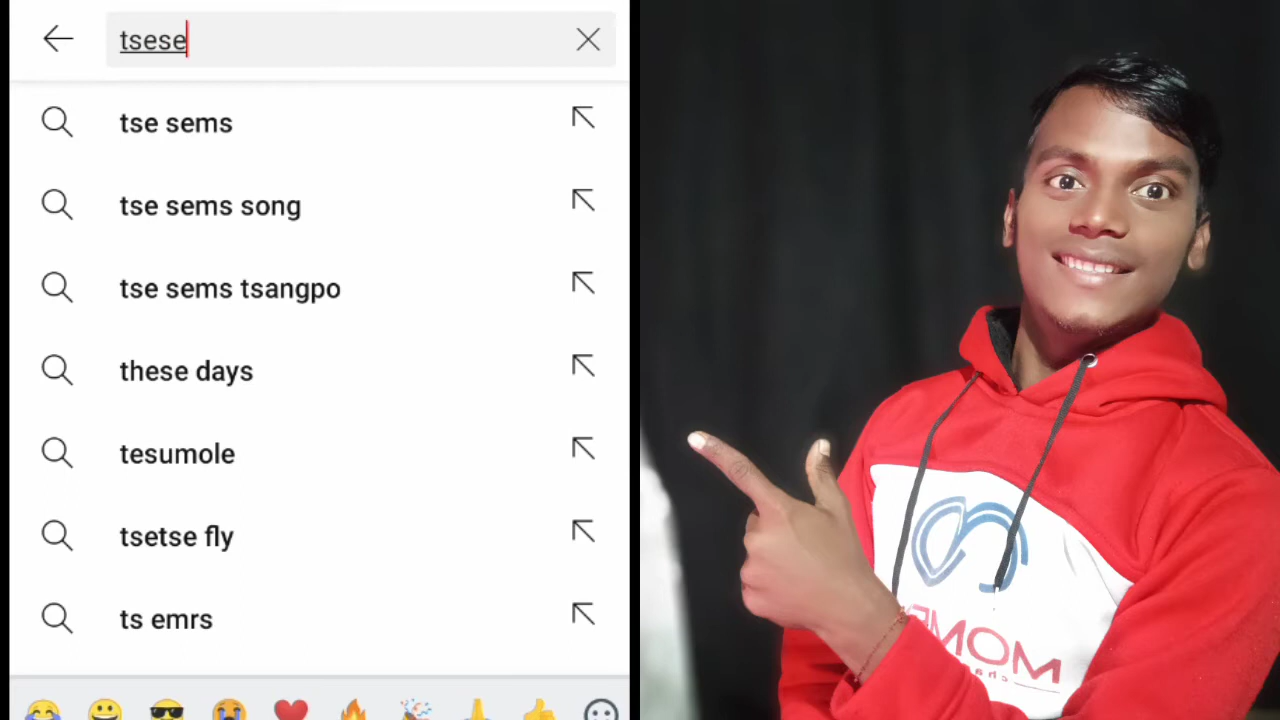 tsese
tse sems
tse sems song
tse sems tsangpo
these days
tesumole
tsetse fly
ts emrs